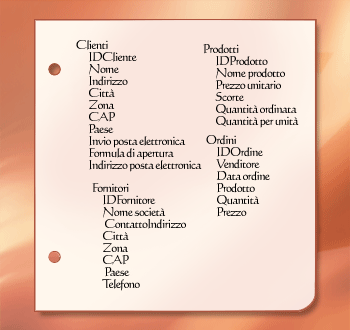 Clienti
IDCliente
Nome
Indirizzo
Città
Zona
CAP
Paese
Invio posta elettronica
Formula di apertura
Indirizzo posta elettronica
Fornitori
IDFornitore
Nome società
ContattoIndirizzo
Città
Zona
CAP
Paese
Telefono
Prodotti
IDProdotto
Nome prodotto
Prezzo unitario
Scorte
Quantità ordinata
Quantità per unità
Ordini
IDOrdine
Venditore
Data ordine
Prodotto
Quantità
Prezzo